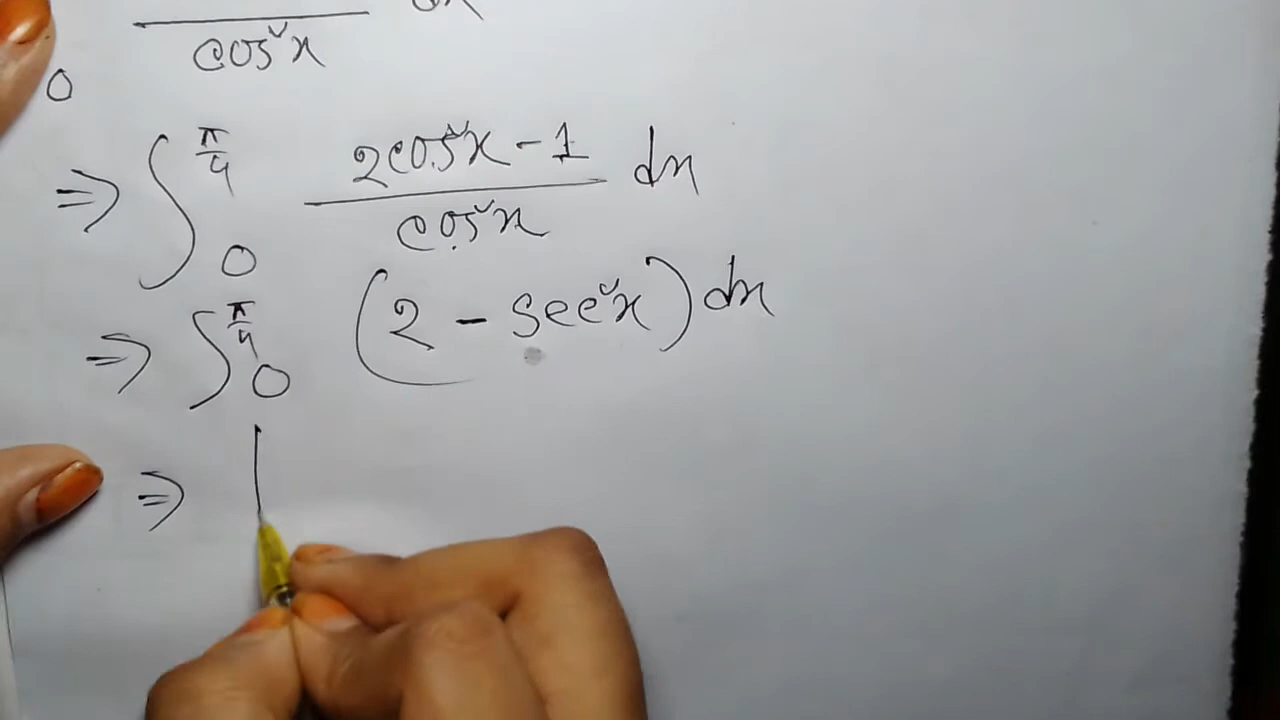 cos²x
0
⇒ ∫ π/4 0 2cos²x - 1 / cos²x dx
⇒ ∫ π/4 0 (2 - sec²x) dx
⇒